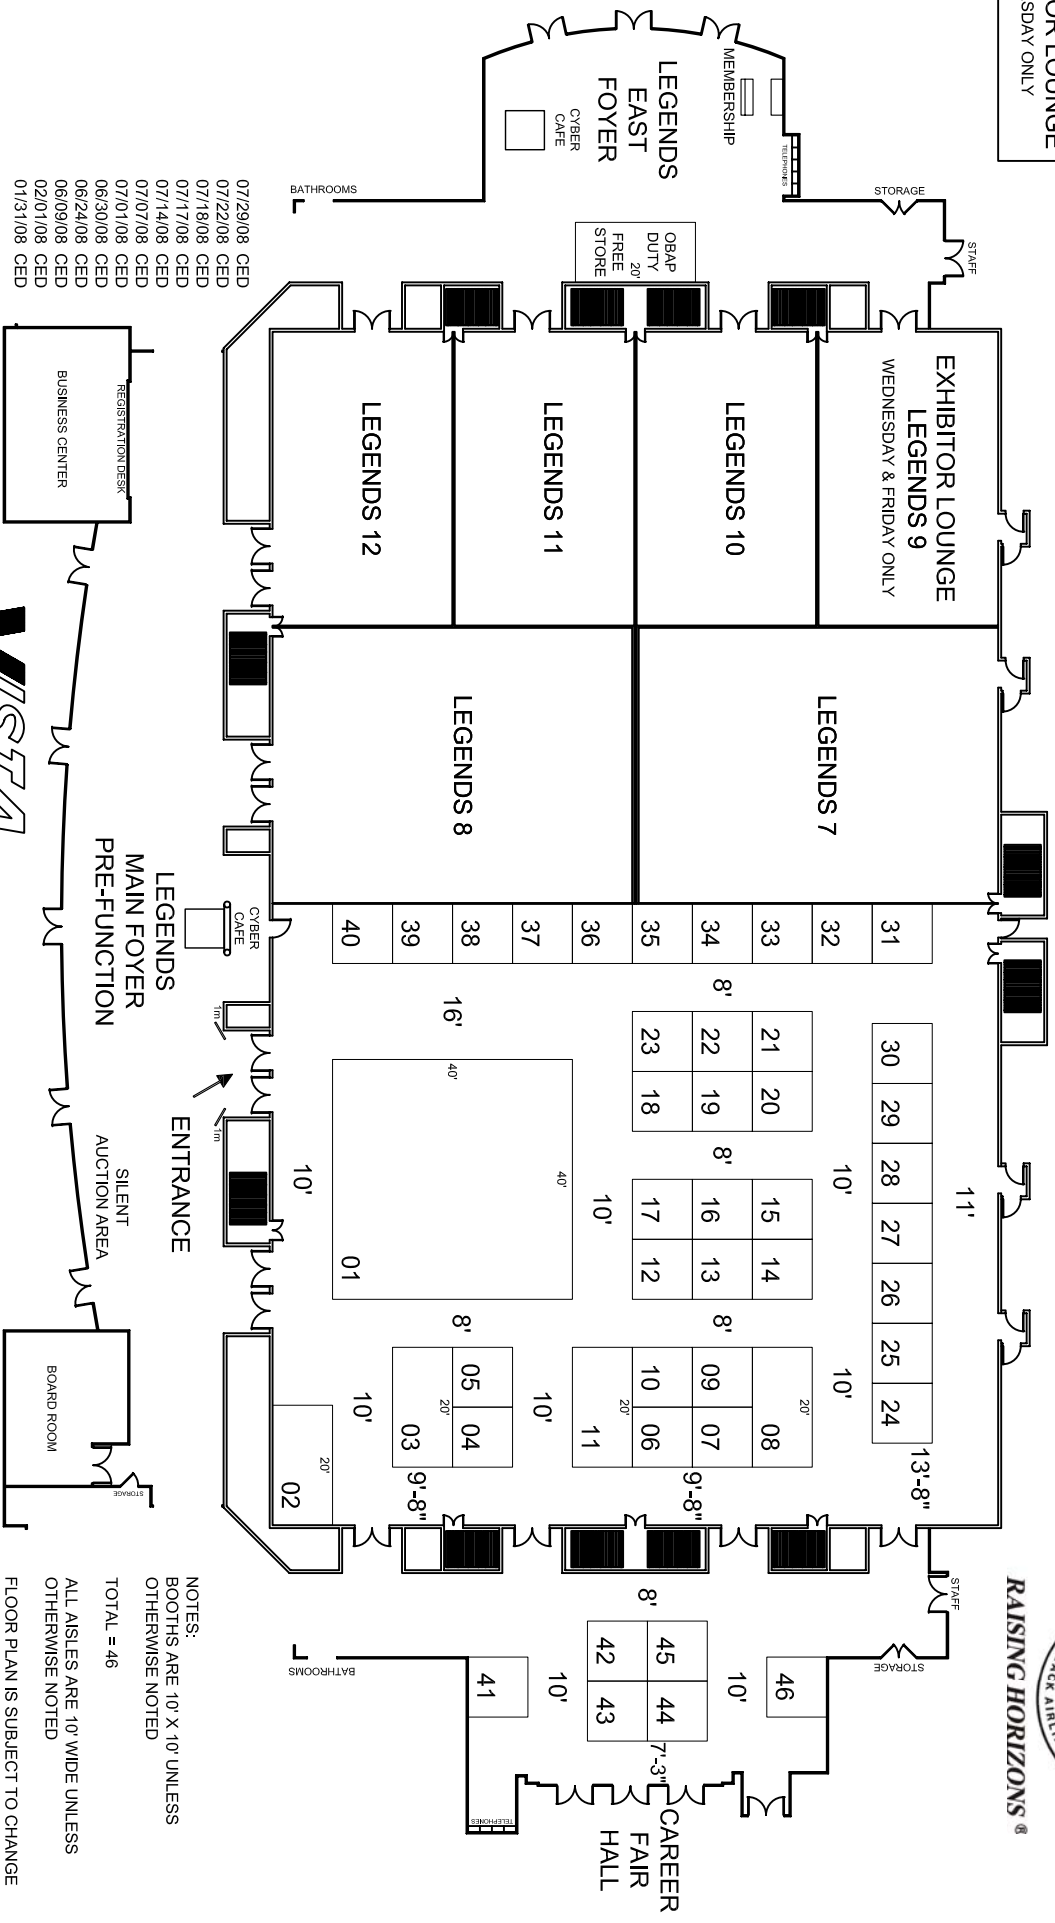 OR LOUNGE
SDAY ONLY
RAISING HORIZONS ®
STORAGE
STAFF
MEMBERSHIP
TELEPHONES
LEGENDS
EAST
FOYER
CYBER
CAFE
BATHROOMS
OBAP
DUTY
FREE
STORE
20'
EXHIBITOR LOUNGE
LEGENDS 9
WEDNESDAY & FRIDAY ONLY
LEGENDS 10
LEGENDS 11
LEGENDS 12
LEGENDS 7
LEGENDS 8
31
32
33
34
35
36
37
38
39
40
8'
16'
30
29
28
27
26
25
24
11'
13'-8"
21
22
23
20
19
18
8'
10'
15
16
17
14
13
12
10'
8'
10'
08
20'
09
07
10
06
11
20'
9'-8"
40'
40'
01
10'
8'
10'
05
04
03
20'
9'-8"
10'
02
20'
STAFF
STORAGE
8'
46
10'
45
44
42
43
7'-3"
10'
41
BATHROOMS
TELEPHONES
CAREER
FAIR
HALL
CYBER
CAFE
LEGENDS
MAIN FOYER
PRE-FUNCTION
1m
1m
ENTRANCE
SILENT
AUCTION AREA
REGISTRATION DESK
BUSINESS CENTER
BOARD ROOM
STORAGE
VISTA
07/29/08 CED
07/22/08 CED
07/18/08 CED
07/17/08 CED
07/14/08 CED
07/07/08 CED
07/01/08 CED
06/30/08 CED
06/24/08 CED
06/09/08 CED
02/01/08 CED
01/31/08 CED
NOTES:
BOOTHS ARE 10' X 10' UNLESS
OTHERWISE NOTED
TOTAL = 46
ALL AISLES ARE 10' WIDE UNLESS
OTHERWISE NOTED
FLOOR PLAN IS SUBJECT TO CHANGE